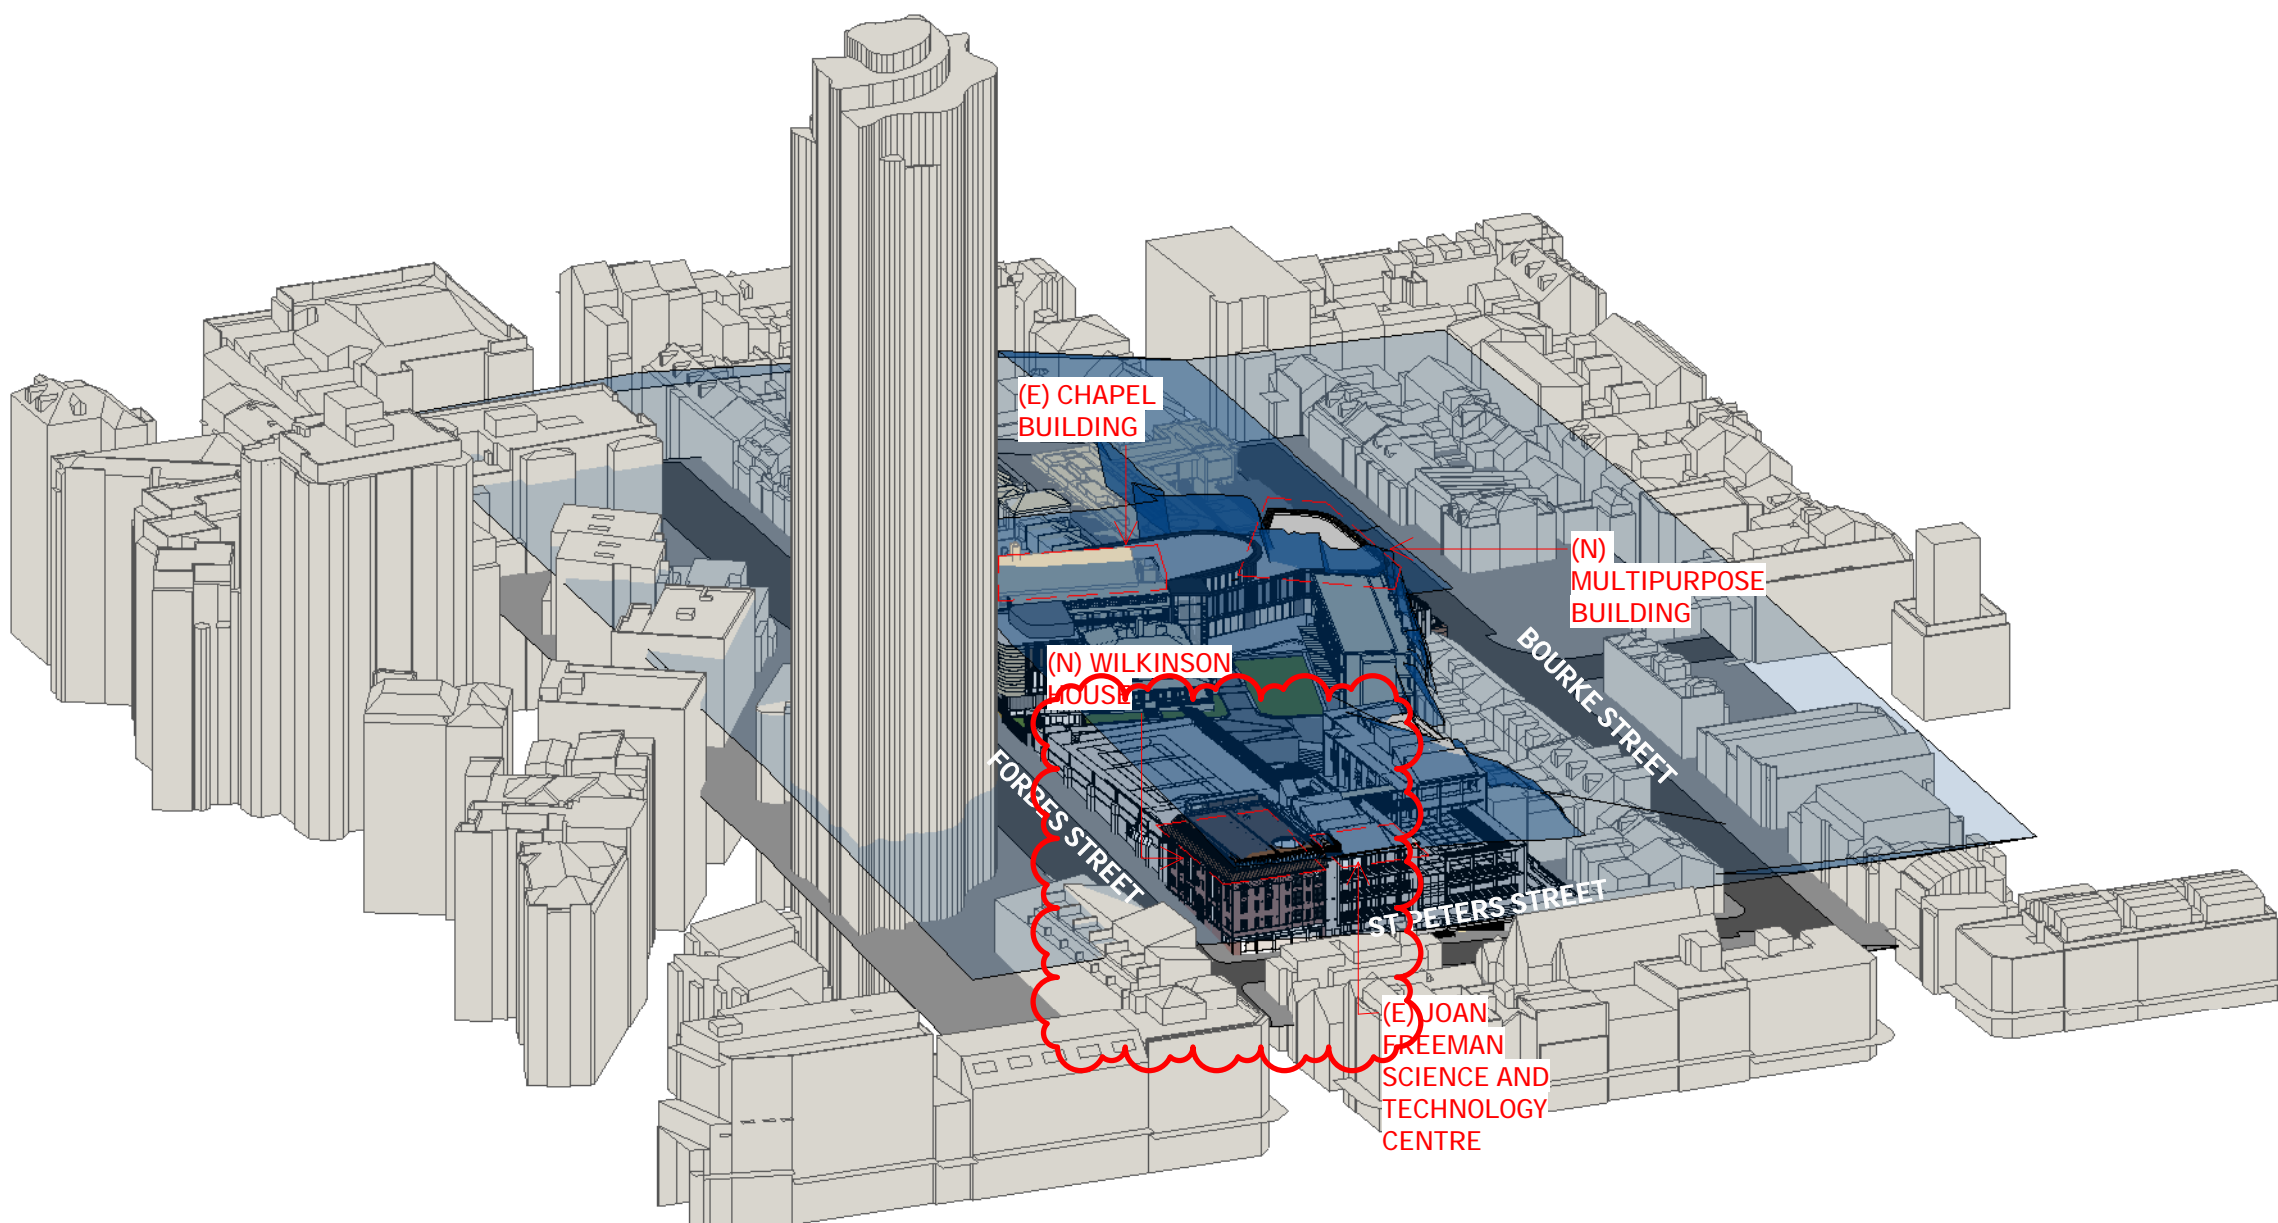 (E) CHAPEL
BUILDING
(N)
MULTIPURPOSE
BUILDING
(N) WILKINSON
HOUSE
BOURKE STREET
FORBES STREET
ST PETERS STREET
(E) JOAN
FREEMAN
SCIENCE AND
TECHNOLOGY
CENTRE